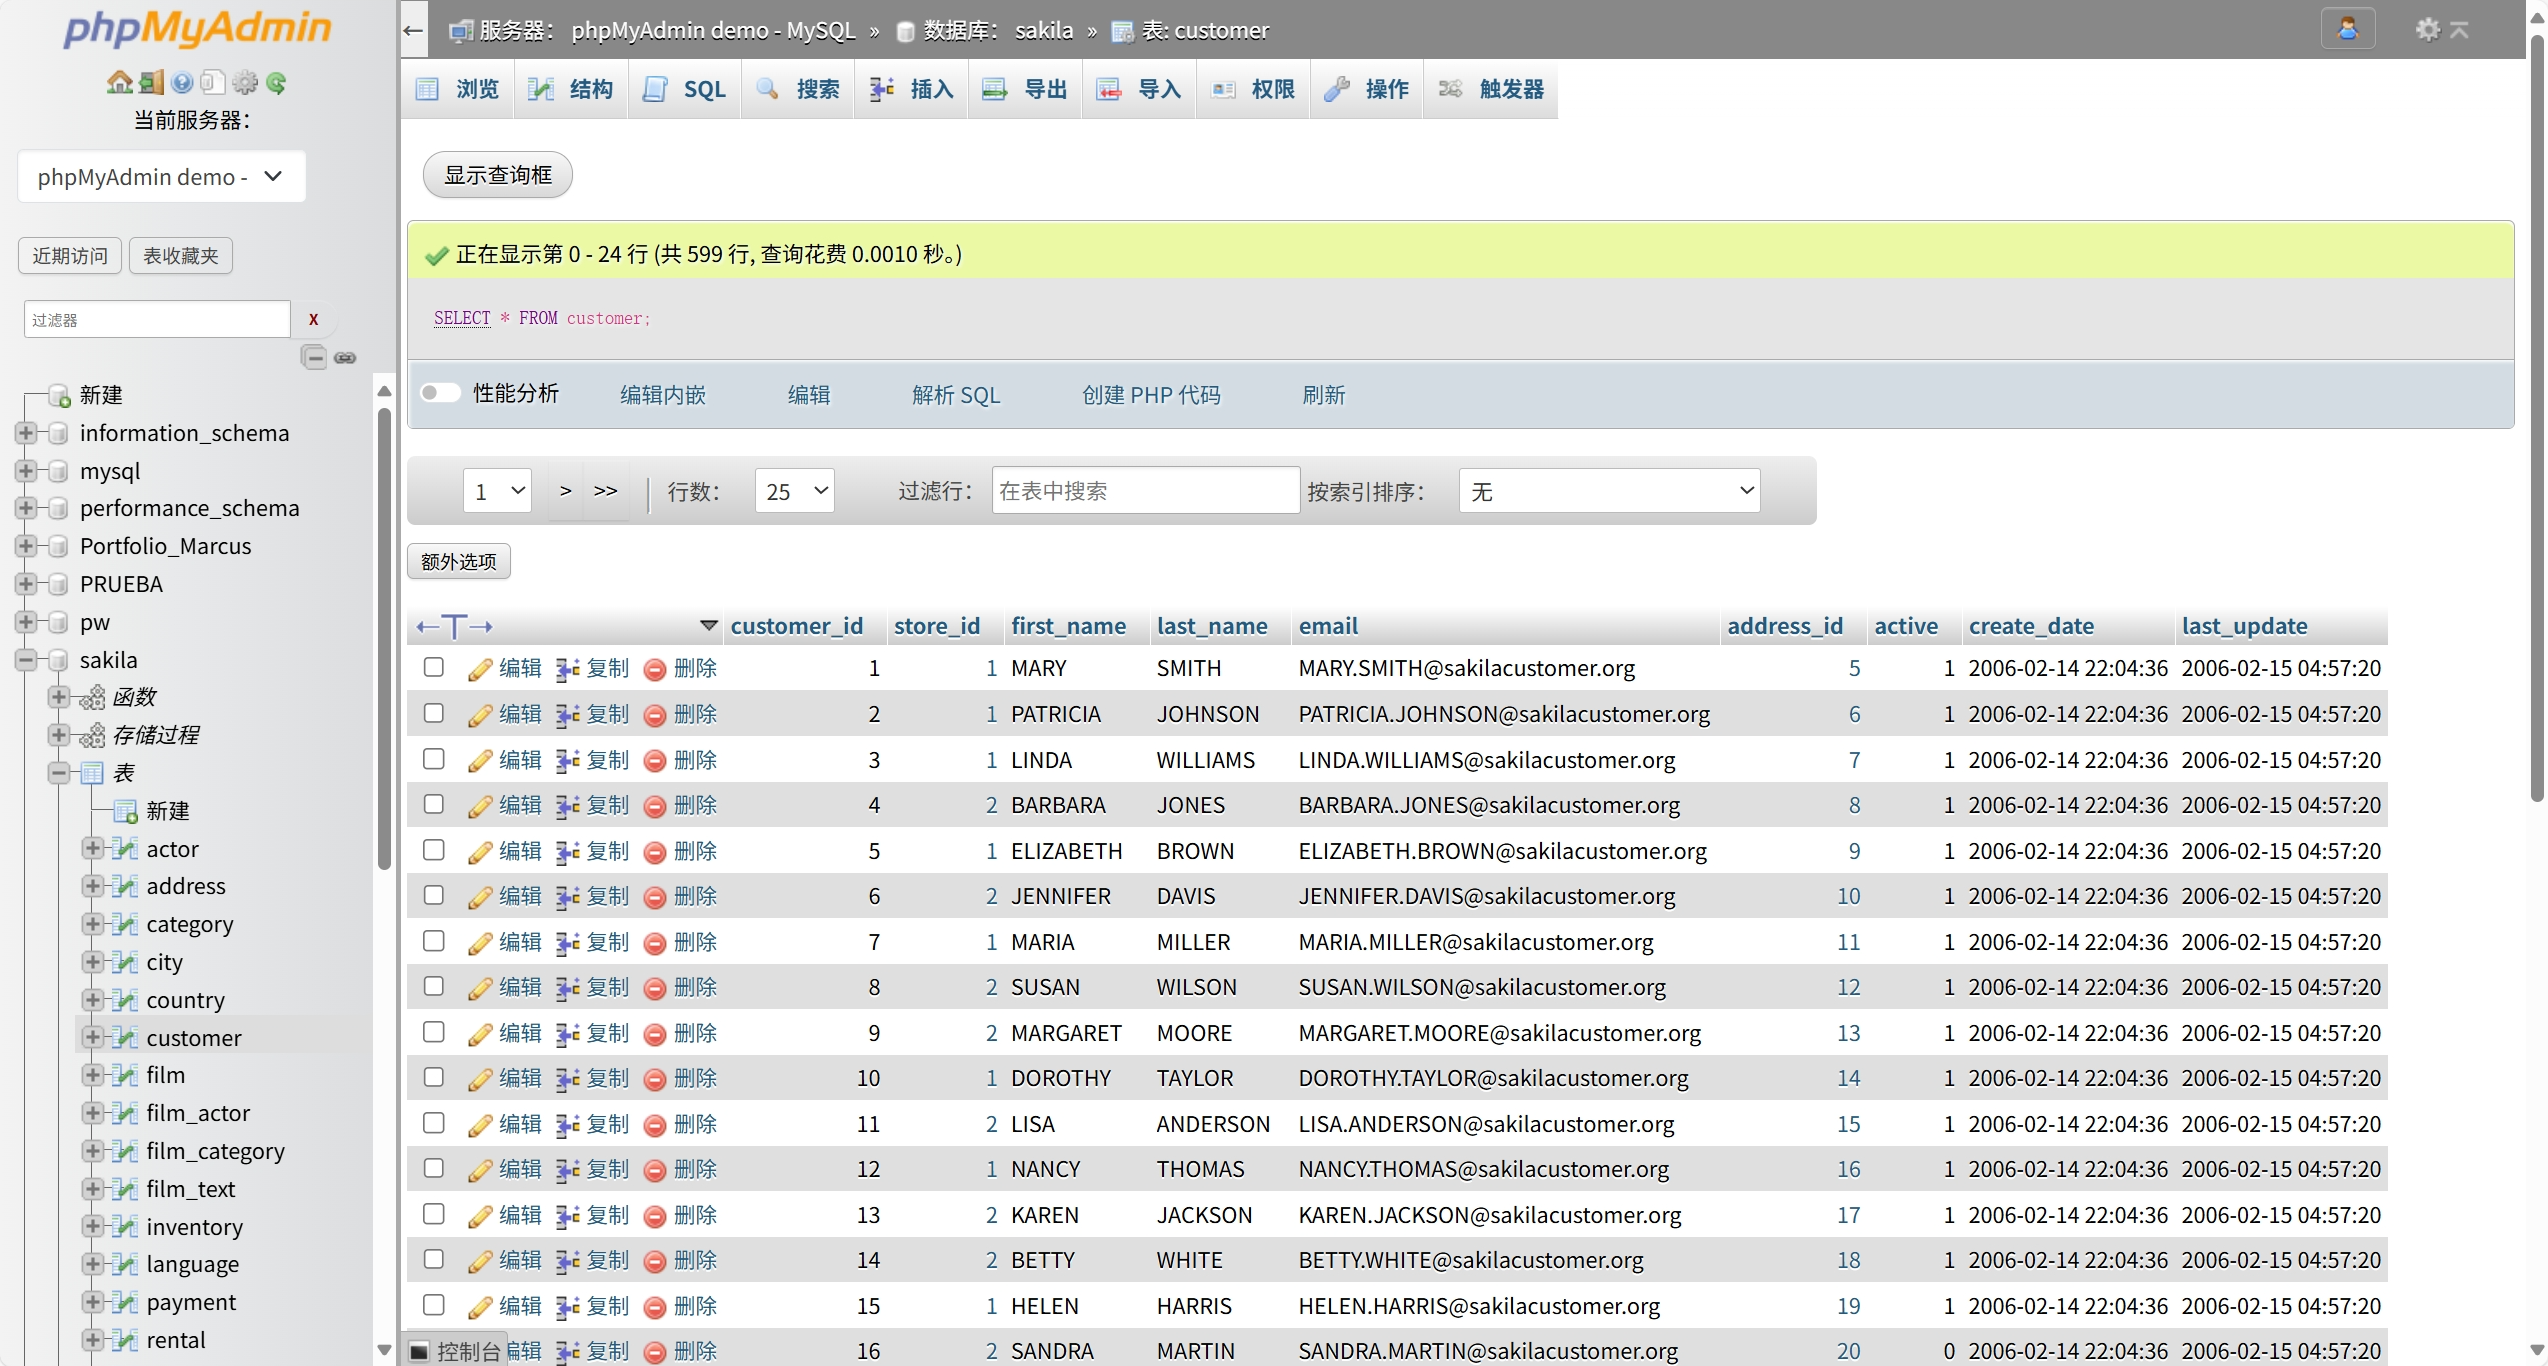 phpMyAdmin
当前服务器：
phpMyAdmin demo -
近期访问 表收藏夹
过滤器 X
新建
information_schema
mysql
performance_schema
Portfolio_Marcus
PRUEBA
pw
sakila
函数
存储过程
表
新建
actor
address
category
city
country
customer
film
film_actor
film_category
film_text
inventory
language
payment
rental
服务器： phpMyAdmin demo - MySQL » 数据库： sakila » 表: customer
浏览 结构 SQL 搜索 插入 导出 导入 权限 操作 触发器
显示查询框
正在显示第 0 - 24 行 (共 599 行, 查询花费 0.0010 秒。)
SELECT * FROM customer;
性能分析 编辑内嵌 编辑 解析 SQL 创建 PHP 代码 刷新
1 > >> | 行数： 25 过滤行： 在表中搜索 按索引排序： 无
额外选项
←T→ customer_id store_id first_name last_name email address_id active create_date last_update
编辑 复制 删除 1 1 MARY SMITH MARY.SMITH@sakilacustomer.org 5 1 2006-02-14 22:04:36 2006-02-15 04:57:20
编辑 复制 删除 2 1 PATRICIA JOHNSON PATRICIA.JOHNSON@sakilacustomer.org 6 1 2006-02-14 22:04:36 2006-02-15 04:57:20
编辑 复制 删除 3 1 LINDA WILLIAMS LINDA.WILLIAMS@sakilacustomer.org 7 1 2006-02-14 22:04:36 2006-02-15 04:57:20
编辑 复制 删除 4 2 BARBARA JONES BARBARA.JONES@sakilacustomer.org 8 1 2006-02-14 22:04:36 2006-02-15 04:57:20
编辑 复制 删除 5 1 ELIZABETH BROWN ELIZABETH.BROWN@sakilacustomer.org 9 1 2006-02-14 22:04:36 2006-02-15 04:57:20
编辑 复制 删除 6 2 JENNIFER DAVIS JENNIFER.DAVIS@sakilacustomer.org 10 1 2006-02-14 22:04:36 2006-02-15 04:57:20
编辑 复制 删除 7 1 MARIA MILLER MARIA.MILLER@sakilacustomer.org 11 1 2006-02-14 22:04:36 2006-02-15 04:57:20
编辑 复制 删除 8 2 SUSAN WILSON SUSAN.WILSON@sakilacustomer.org 12 1 2006-02-14 22:04:36 2006-02-15 04:57:20
编辑 复制 删除 9 2 MARGARET MOORE MARGARET.MOORE@sakilacustomer.org 13 1 2006-02-14 22:04:36 2006-02-15 04:57:20
编辑 复制 删除 10 1 DOROTHY TAYLOR DOROTHY.TAYLOR@sakilacustomer.org 14 1 2006-02-14 22:04:36 2006-02-15 04:57:20
编辑 复制 删除 11 2 LISA ANDERSON LISA.ANDERSON@sakilacustomer.org 15 1 2006-02-14 22:04:36 2006-02-15 04:57:20
编辑 复制 删除 12 1 NANCY THOMAS NANCY.THOMAS@sakilacustomer.org 16 1 2006-02-14 22:04:36 2006-02-15 04:57:20
编辑 复制 删除 13 2 KAREN JACKSON KAREN.JACKSON@sakilacustomer.org 17 1 2006-02-14 22:04:36 2006-02-15 04:57:20
编辑 复制 删除 14 2 BETTY WHITE BETTY.WHITE@sakilacustomer.org 18 1 2006-02-14 22:04:36 2006-02-15 04:57:20
编辑 复制 删除 15 1 HELEN HARRIS HELEN.HARRIS@sakilacustomer.org 19 1 2006-02-14 22:04:36 2006-02-15 04:57:20
控制台 编辑 复制 删除 16 2 SANDRA MARTIN SANDRA.MARTIN@sakilacustomer.org 20 0 2006-02-14 22:04:36 2006-02-15 04:57:20